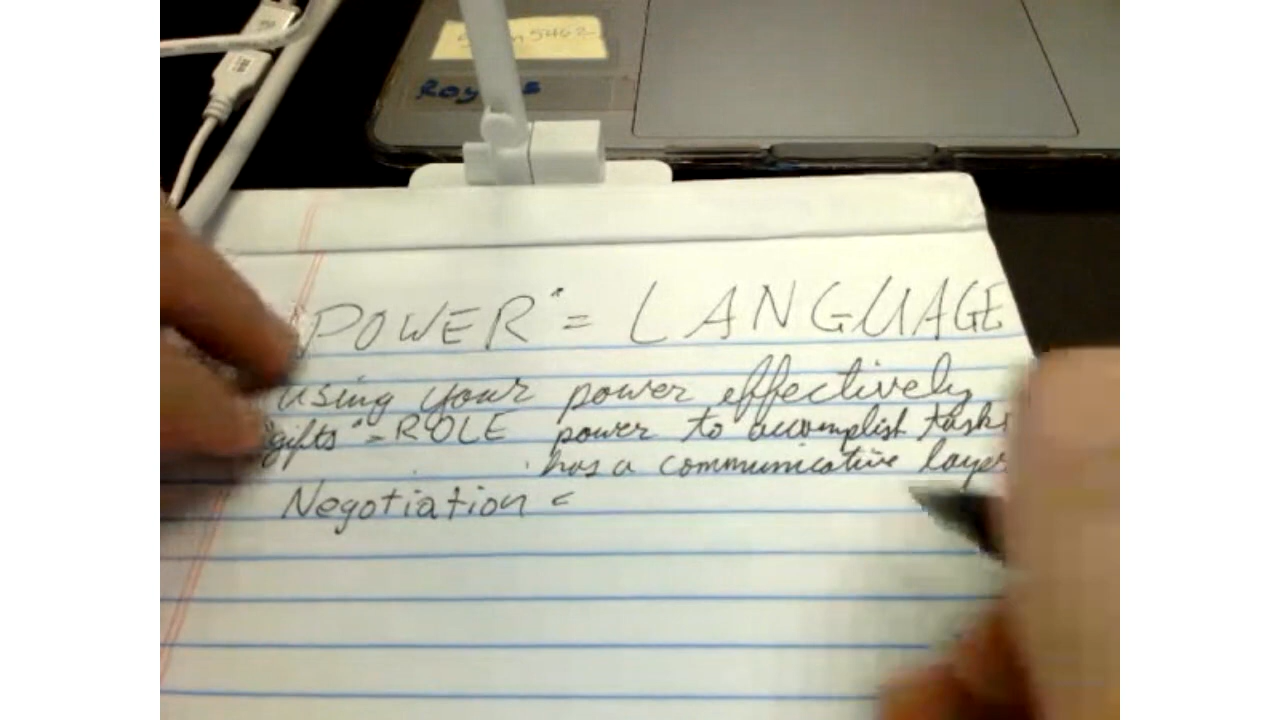 POWER" = LANGUAGE
using your power effectively
"gifts" = ROLE power to accomplish tasks
has a communicative layer
Negotiation =